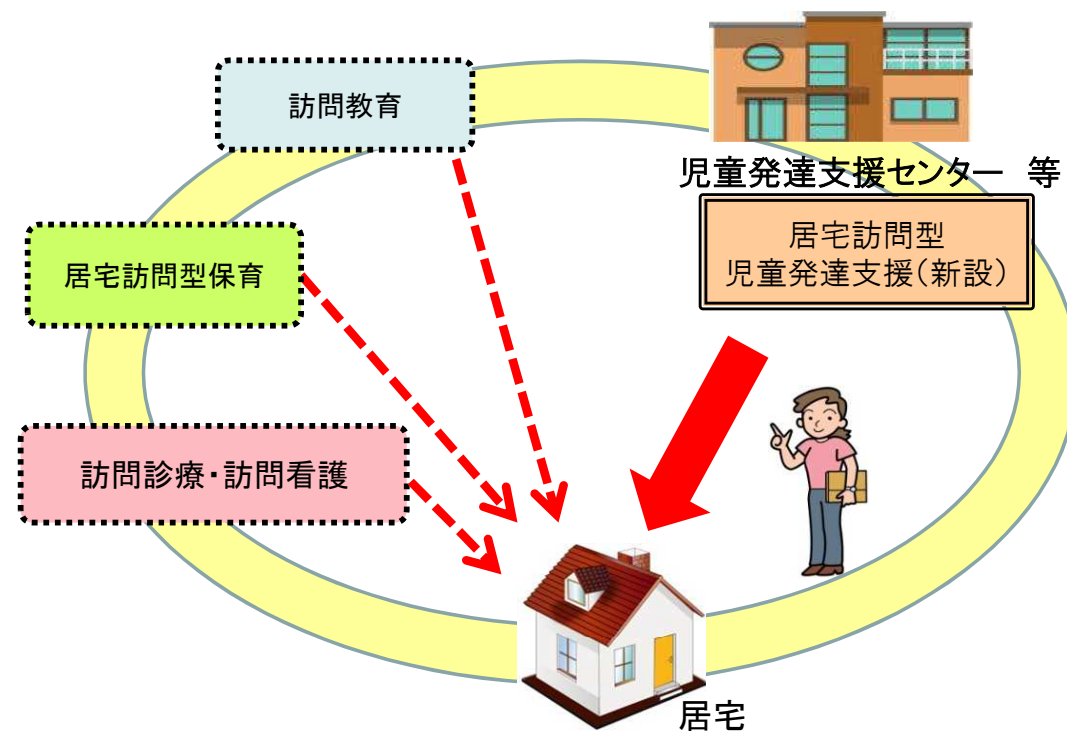 訪問教育
児童発達支援センター 等
居宅訪問型
児童発達支援(新設)
居宅訪問型保育
訪問診療・訪問看護
居宅